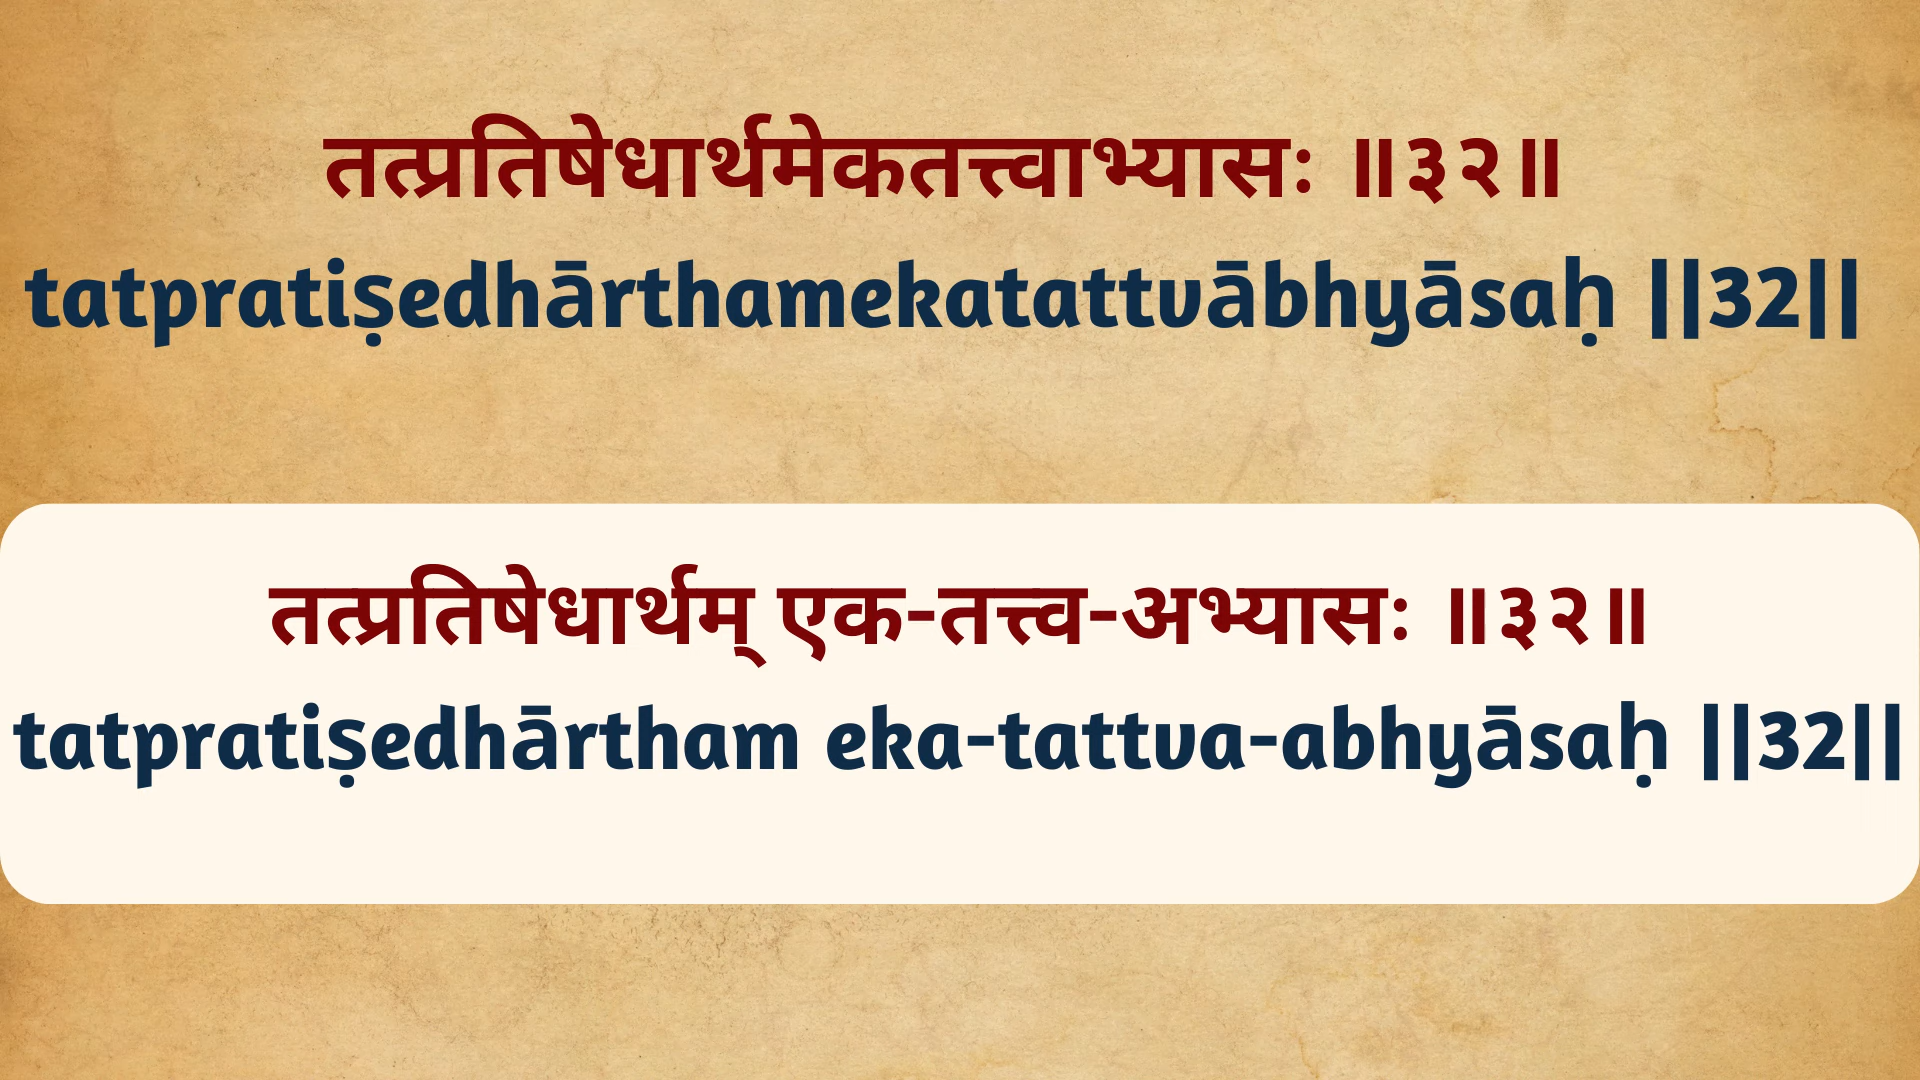 तत्प्रतिषेधार्थमेकतत्त्वाभ्यासः ॥३२॥
tatpratiṣedhārthamekatattvābhyāsaḥ ||32||
तत्प्रतिषेधार्थम् एक-तत्त्व-अभ्यासः ॥३२॥
tatpratiṣedhārtham eka-tattva-abhyāsaḥ ||32||